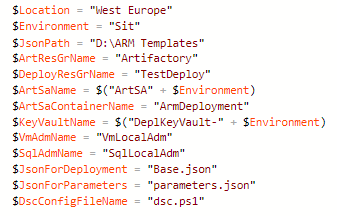 $Location = "West Europe"
$Environment = "Sit"
$JsonPath = "D:\ARM Templates"
$ArtResGrName = "Artifactory"
$DeployResGrName = "TestDeploy"
$ArtSaName = $("ArtSA" + $Environment)
$ArtSaContainerName = "ArmDeployment"
$KeyVaultName = $("DeplKeyVault-" + $Environment)
$VmAdmName = "VmLocalAdm"
$SqlAdmName = "SqlLocalAdm"
$JsonForDeployment = "Base.json"
$JsonForParameters = "parameters.json"
$DscConfigFileName = "dsc.ps1"